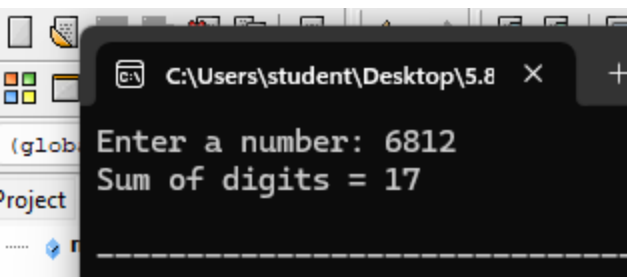 C:\Users\student\Desktop\5.8
(glob
Enter a number: 6812
Sum of digits = 17
Project